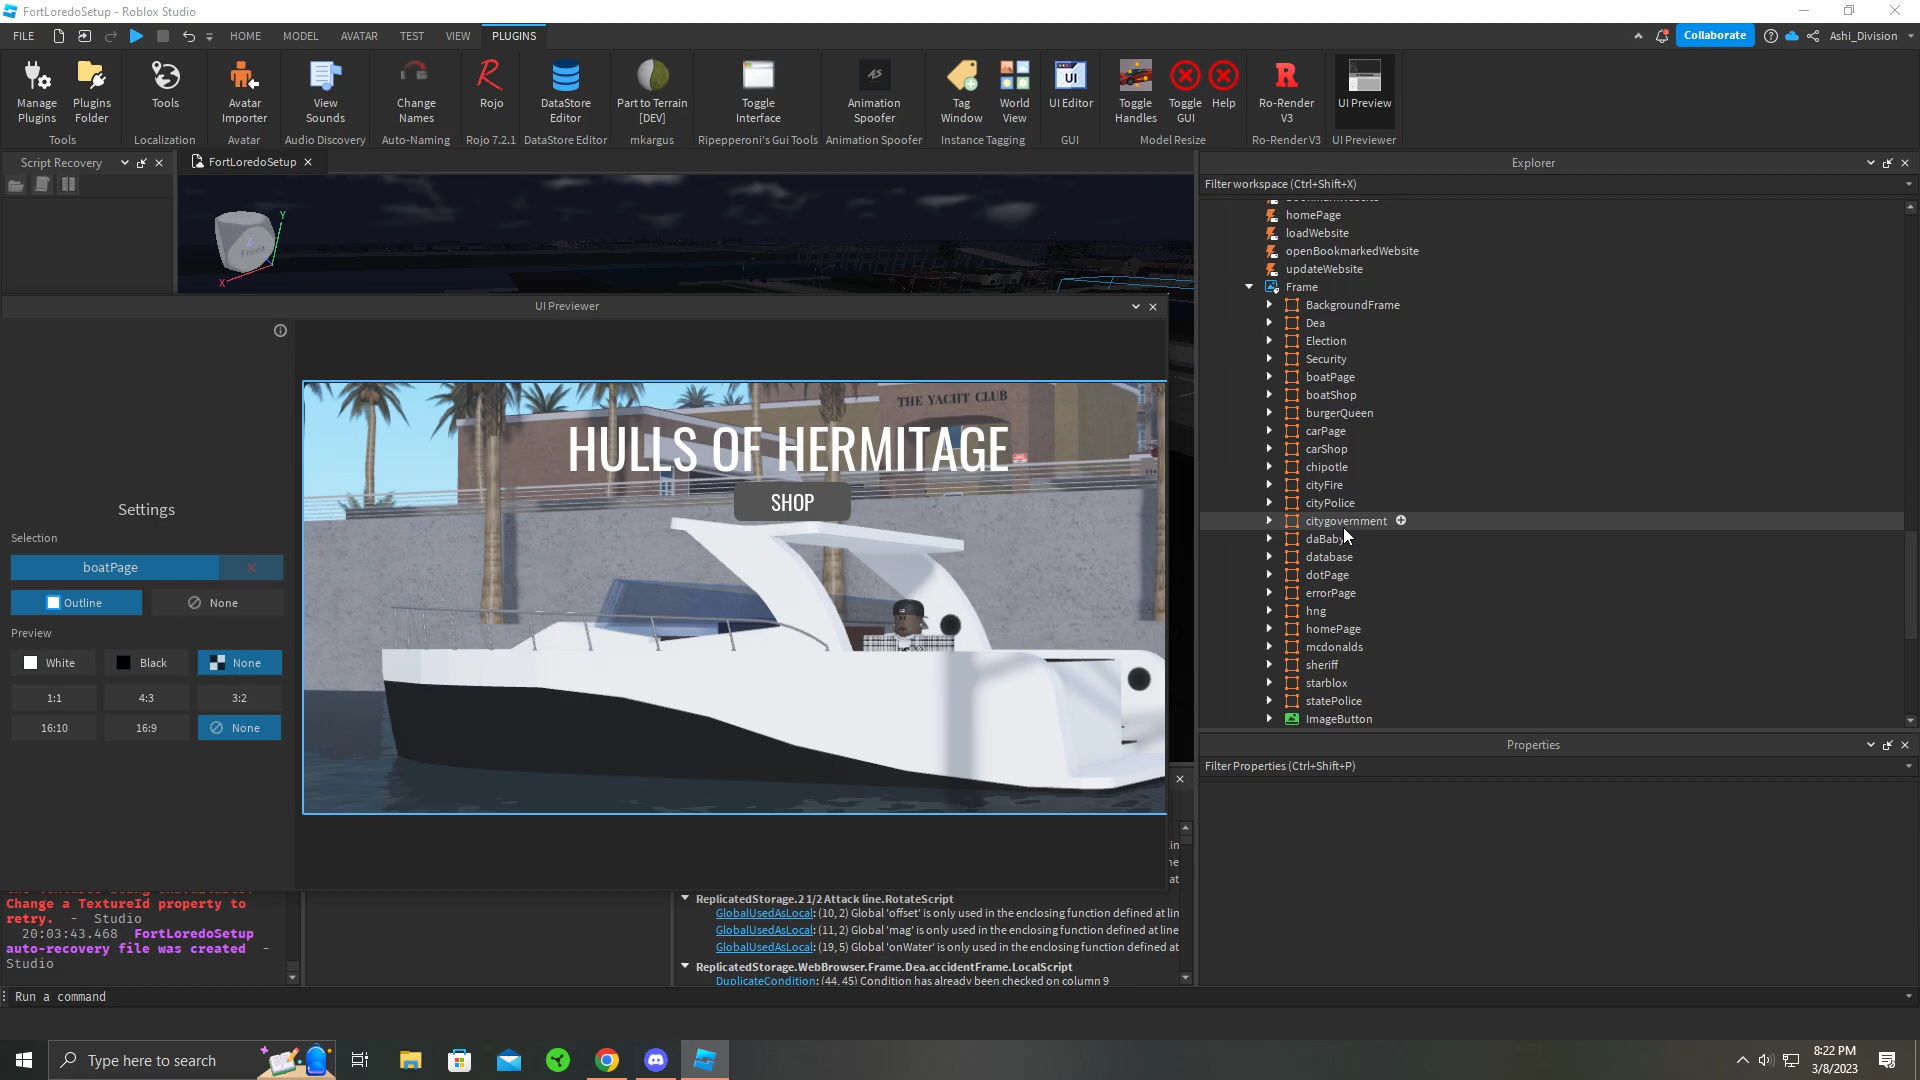 FortLoredoSetup - Roblox Studio
FILE
HOME
MODEL
AVATAR
TEST
VIEW
PLUGINS
Collaborate
Ashi_Division
Manage Plugins
Plugins Folder
Tools
Avatar Importer
View Sounds
Change Names
Rojo
DataStore Editor
Part to Terrain [DEV]
Toggle Interface
AS
Animation Spoofer
Tag Window
World View
UI
UI Editor
Toggle Handles
Toggle GUI
Help
Ro-Render V3
UI Preview
Tools
Localization
Avatar
Audio Discovery
Auto-Naming
Rojo 7.2.1
DataStore Editor
mkargus
Ripepperoni's Gui Tools
Animation Spoofer
Instance Tagging
GUI
Model Resize
Ro-Render V3
UI Previewer
Script Recovery
FortLoredoSetup
Front
X
Y
Z
UI Previewer
THE YACHT CLUB
HULLS OF HERMITAGE
SHOP
Settings
Selection
boatPage
Outline
None
Preview
White
Black
None
1:1
4:3
3:2
16:10
16:9
None
Explorer
Filter workspace (Ctrl+Shift+X)
homePage
loadWebsite
openBookmarkedWebsite
updateWebsite
Frame
BackgroundFrame
Dea
Election
Security
boatPage
boatShop
burgerQueen
carPage
carShop
chipotle
cityFire
cityPolice
citygovernment
daBaby
database
dotPage
errorPage
hng
homePage
mcdonalds
sheriff
starblox
statePolice
ImageButton
Properties
Filter Properties (Ctrl+Shift+P)
Change a TextureId property to
retry. - Studio
20:03:43.468 FortLoredoSetup
auto-recovery file was created -
Studio
ReplicatedStorage.2 1/2 Attack line.RotateScript
GlobalUsedAsLocal: (10, 2) Global 'offset' is only used in the enclosing function defined at lin
GlobalUsedAsLocal: (11, 2) Global 'mag' is only used in the enclosing function defined at line
GlobalUsedAsLocal: (19, 5) Global 'onWater' is only used in the enclosing function defined at
ReplicatedStorage.WebBrowser.Frame.Dea.accidentFrame.LocalScript
DuplicateCondition: (44, 45) Condition has already been checked on column 9
Run a command
Type here to search
8:22 PM
3/8/2023